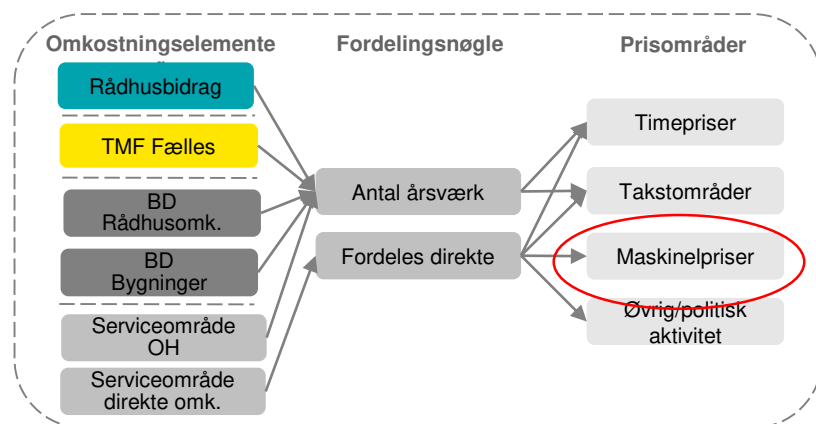 Omkostningselemente
Fordelingsnøgle
Prisområder
Rådhusbidrag
TMF Fælles
BD
Rådhusomk.
BD
Bygninger
Serviceområde
OH
Serviceområde
direkte omk.
Antal årsværk
Fordeles direkte
Timepriser
Takstområder
Maskinelpriser
Øvrig/politisk
aktivitet